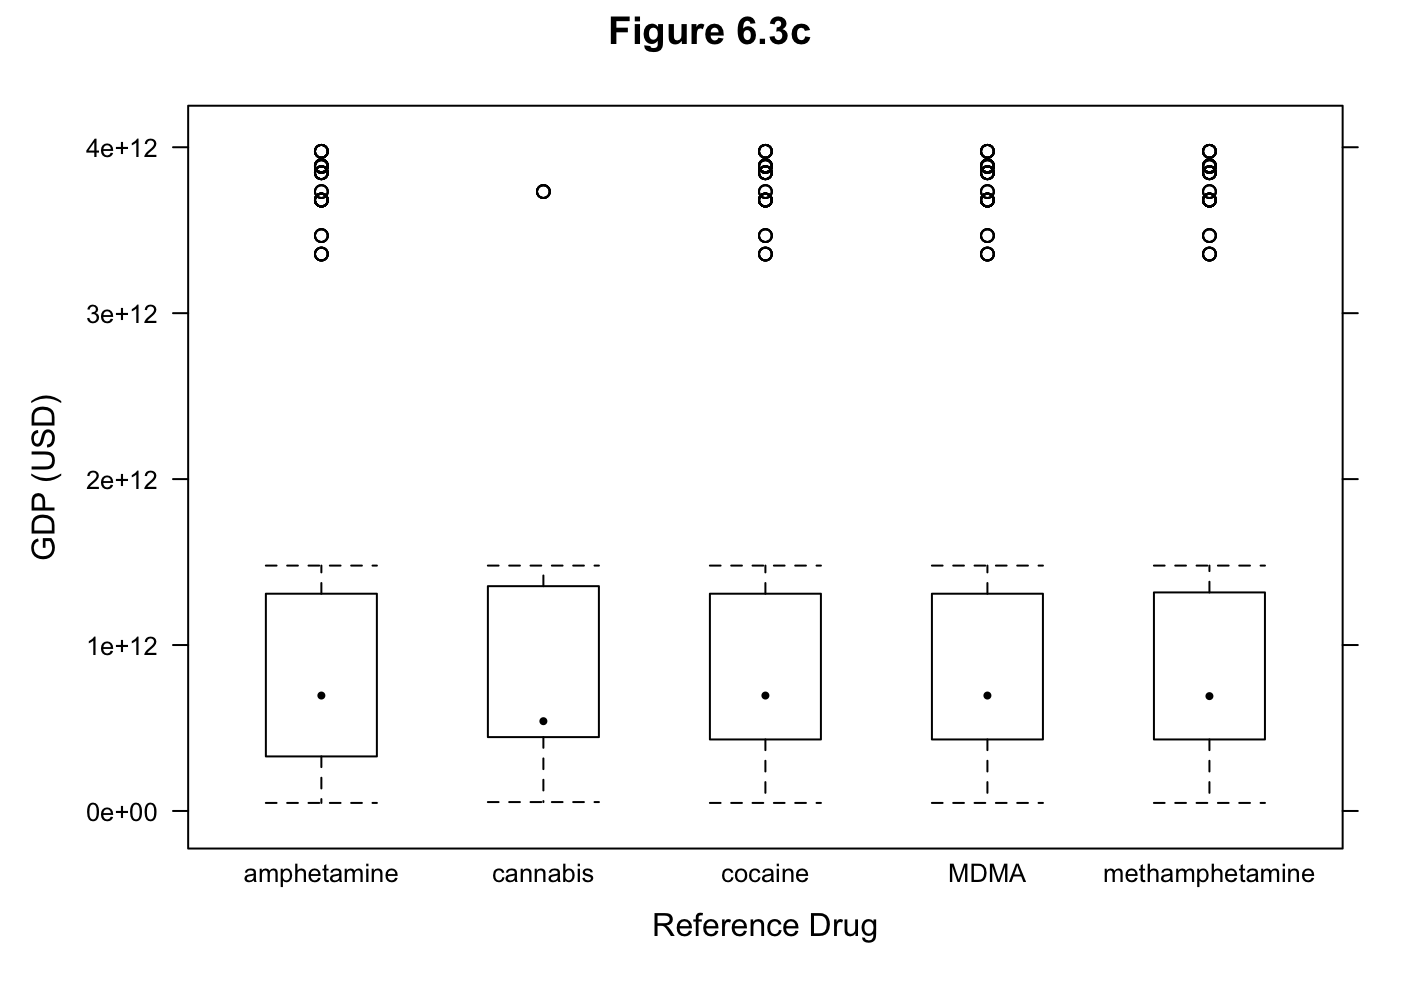 Figure 6.3c
4e+12
3e+12
2e+12
1e+12
0e+00
GDP (USD)
amphetamine cannabis cocaine MDMA methamphetamine
Reference Drug